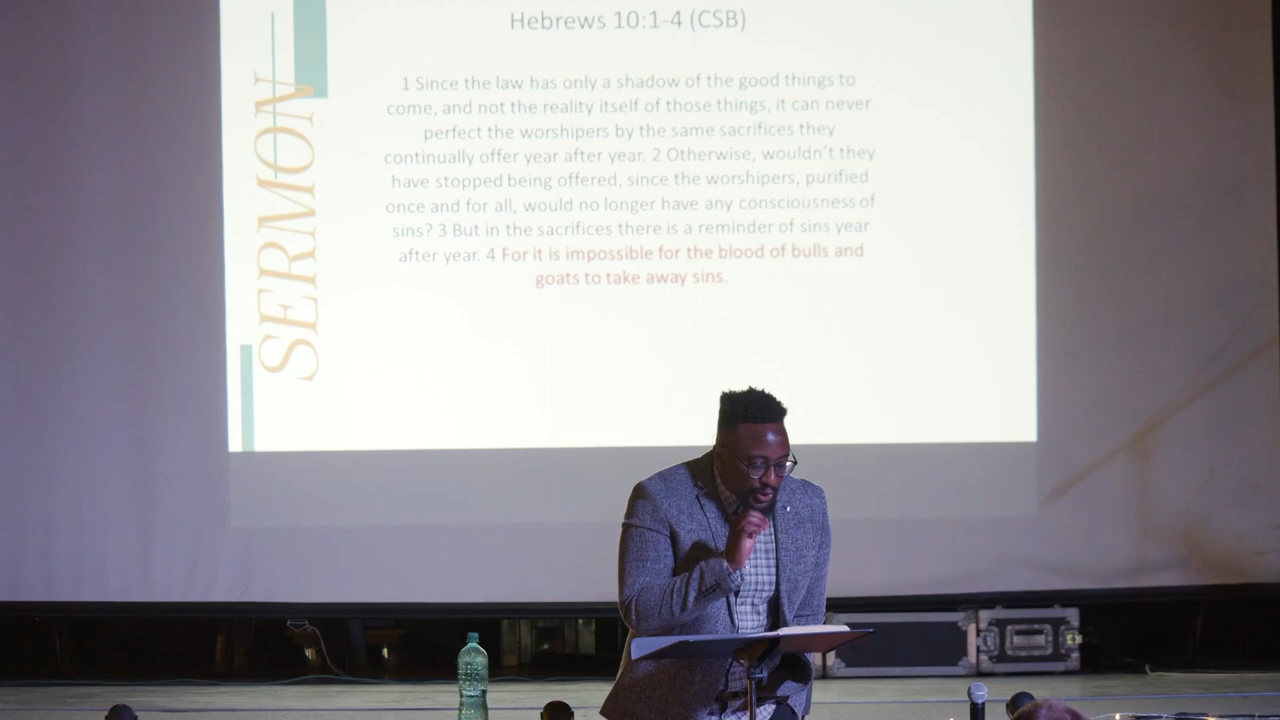 Hebrews 10:1-4 (CSB)
SERMON
1 Since the law has only a shadow of the good things to
come, and not the reality itself of those things, it can never
perfect the worshipers by the same sacrifices they
continually offer year after year. 2 Otherwise, wouldn't they
have stopped being offered, since the worshipers, purified
once and for all, would no longer have any consciousness of
sins? 3 But in the sacrifices there is a reminder of sins year
after year. 4 For it is impossible for the blood of bulls and
goats to take away sins.